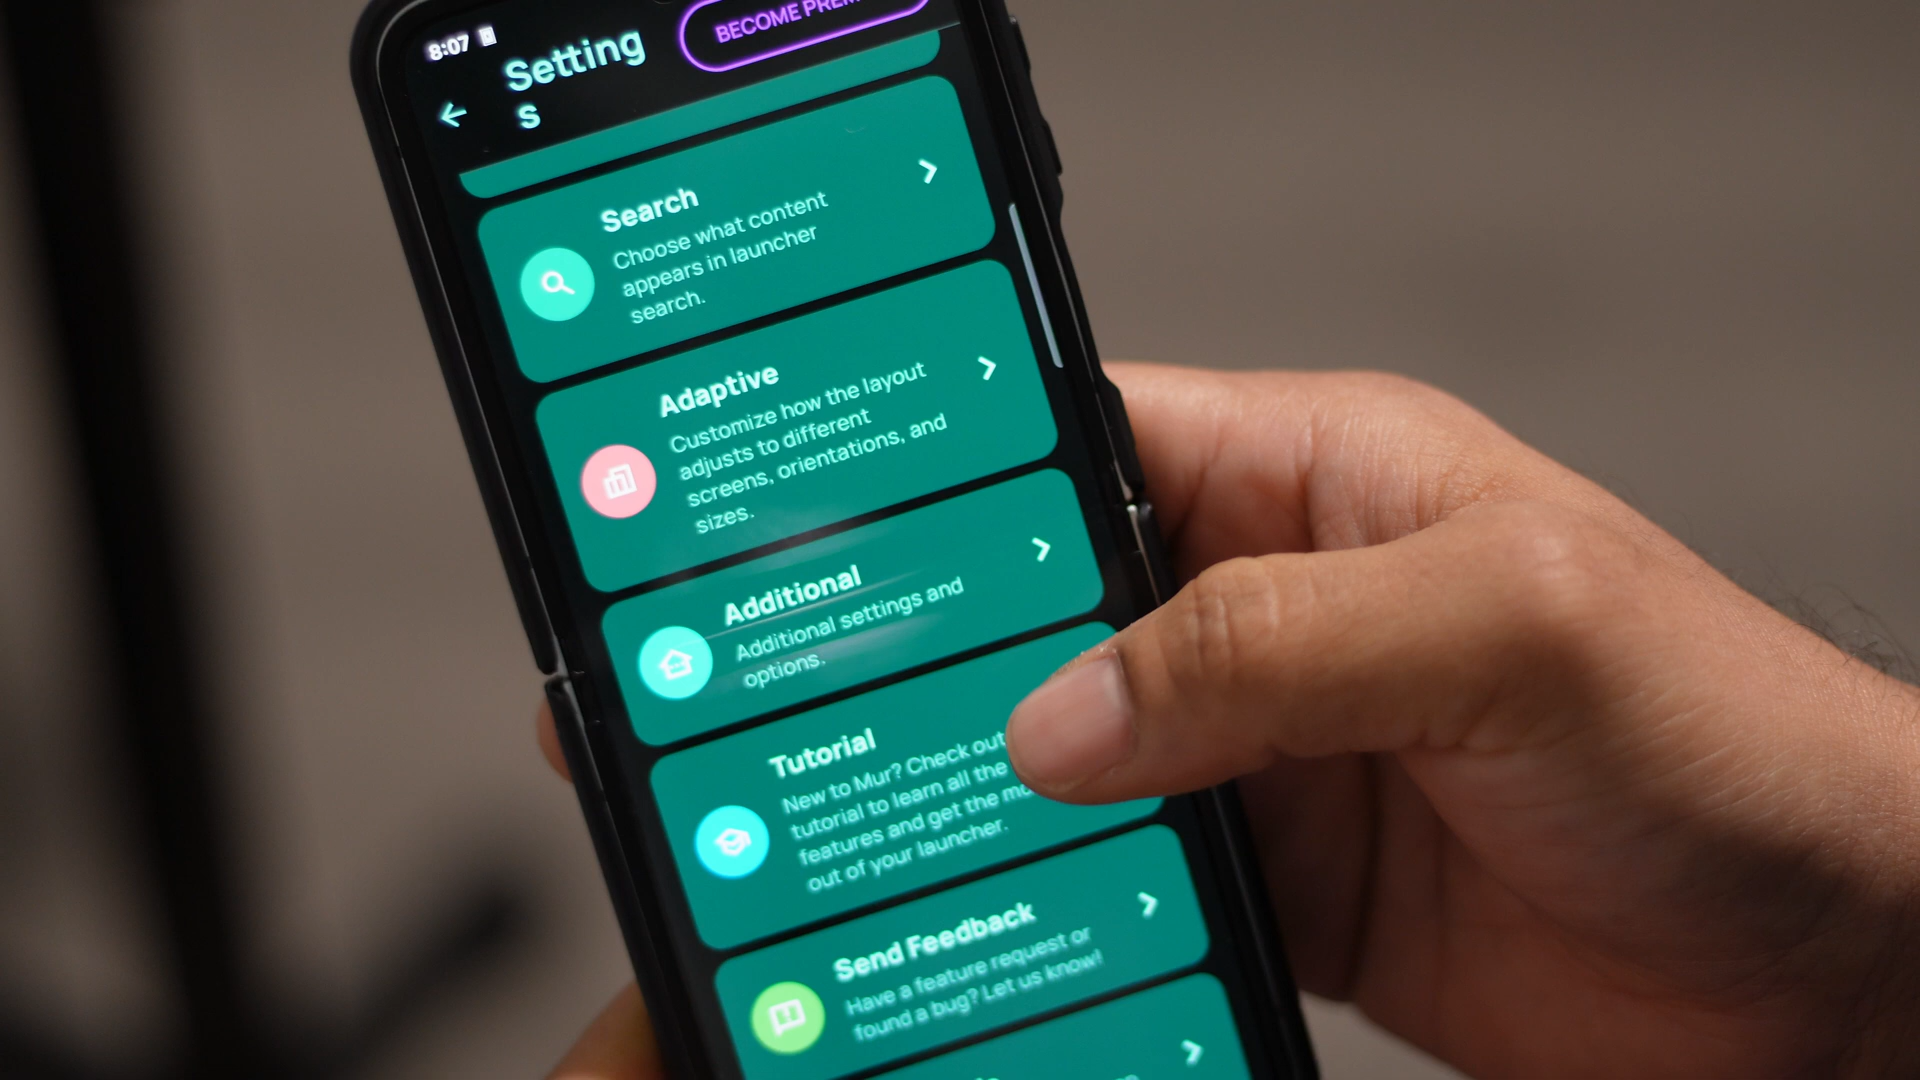 8:07
Setting
s
BECOME
Search
Choose what content
appears in launcher
search.
Adaptive
Customize how the layout
adjusts to different
screens, orientations, and
sizes.
Additional
Additional settings and
options.
Tutorial
New to Mur? Check out
tutorial to learn all the
features and get the
out of your launcher.
Send Feedback
Have a feature request or
found a bug? Let us know!